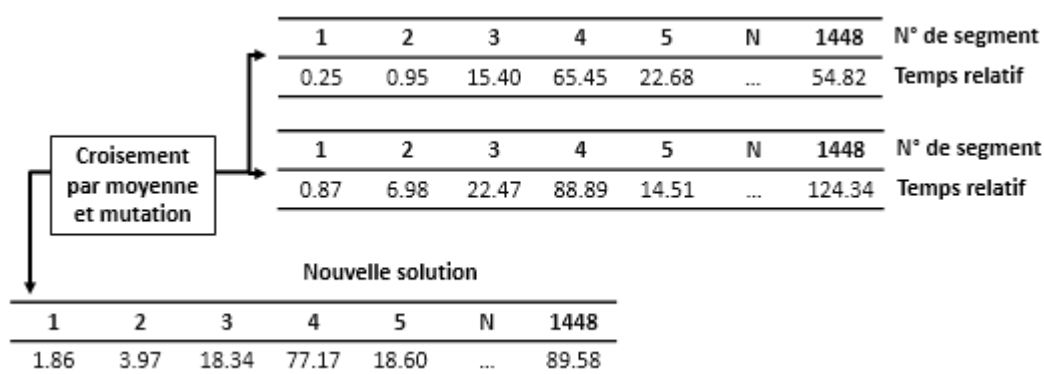 1 2 3 4 5 N 1448 N° de segment
0.25 0.95 15.40 65.45 22.68 ... 54.82 Temps relatif
1 2 3 4 5 N 1448 N° de segment
0.87 6.98 22.47 88.89 14.51 ... 124.34 Temps relatif
Croisement
par moyenne
et mutation
Nouvelle solution
1 2 3 4 5 N 1448
1.86 3.97 18.34 77.17 18.60 ... 89.58